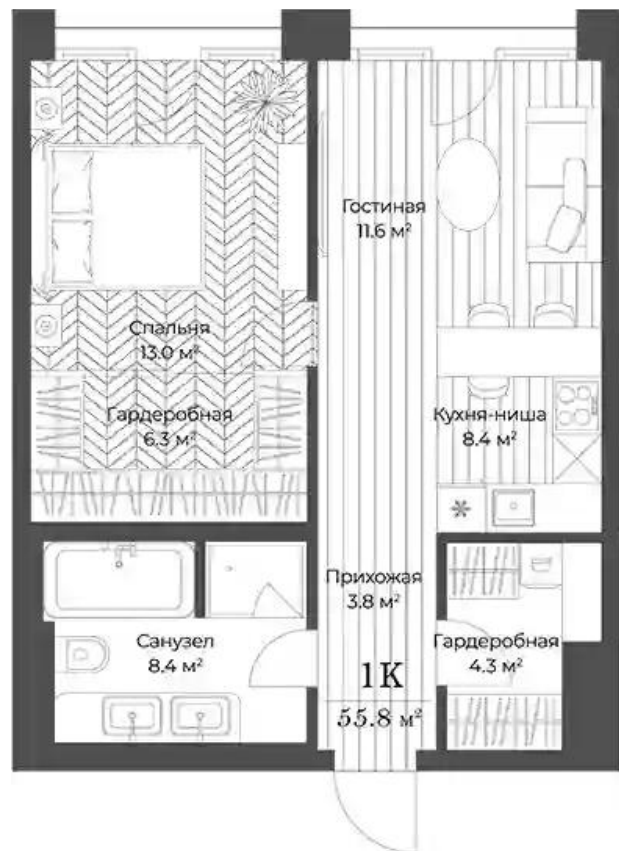 Гостиная
11.6 м²
Спальня
13.0 м²
Гардеробная
6.3 м²
Кухня-ниша
8.4 м²
Прихожая
3.8 м²
Санузел
8.4 м²
Гардеробная
4.3 м²
1К
55.8 м²